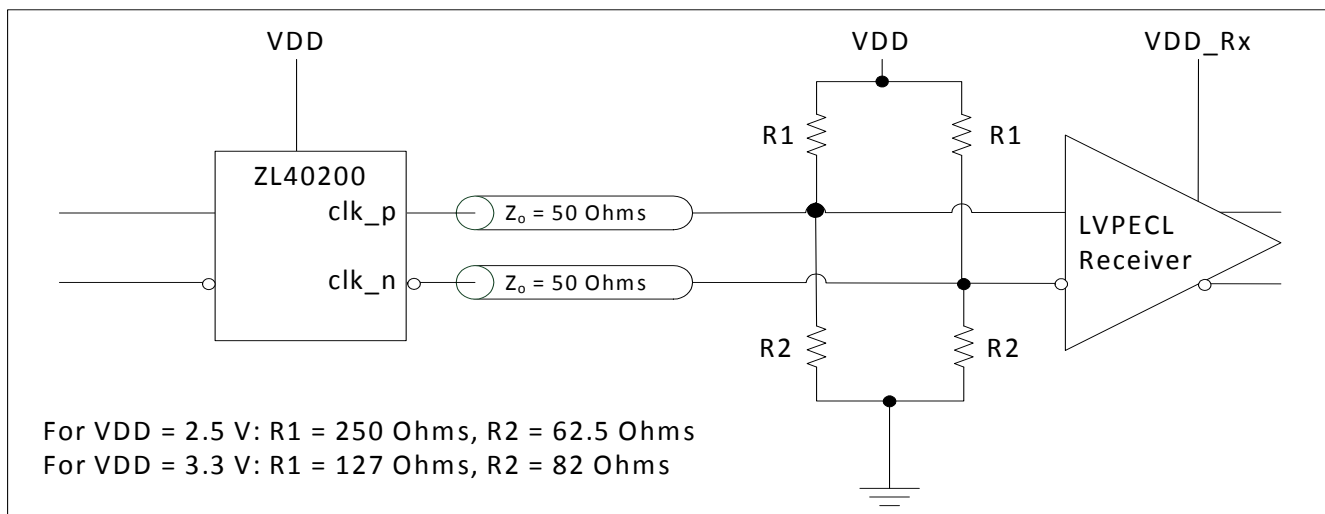 VDD
VDD
VDD_Rx
ZL40200
clk_p
clk_n
Zo = 50 Ohms
Zo = 50 Ohms
R1
R1
R2
R2
LVPECL
Receiver
For VDD = 2.5 V: R1 = 250 Ohms, R2 = 62.5 Ohms
For VDD = 3.3 V: R1 = 127 Ohms, R2 = 82 Ohms